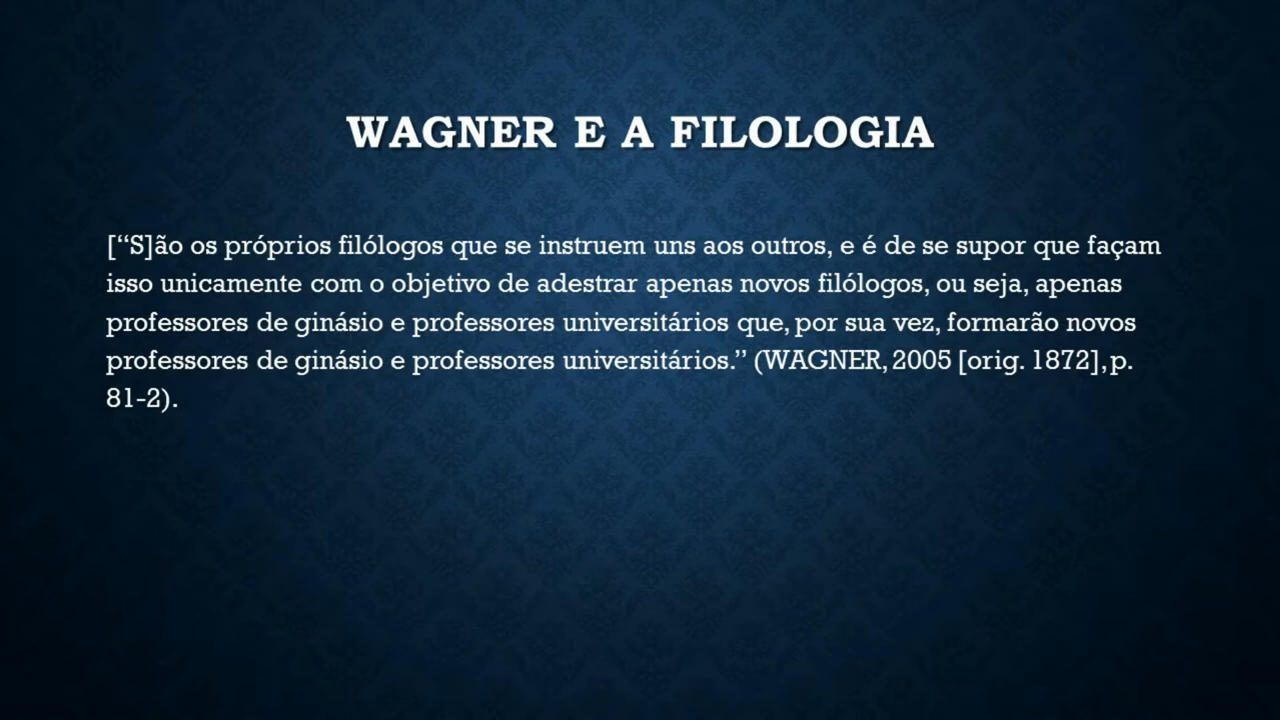 WAGNER E A FILOLOGIA
[“S]ão os próprios filólogos que se instruem uns aos outros, e é de se supor que façam
isso unicamente com o objetivo de adestrar apenas novos filólogos, ou seja, apenas
professores de ginásio e professores universitários que, por sua vez, formarão novos
professores de ginásio e professores universitários.” (WAGNER, 2005 [orig. 1872], p.
81-2).